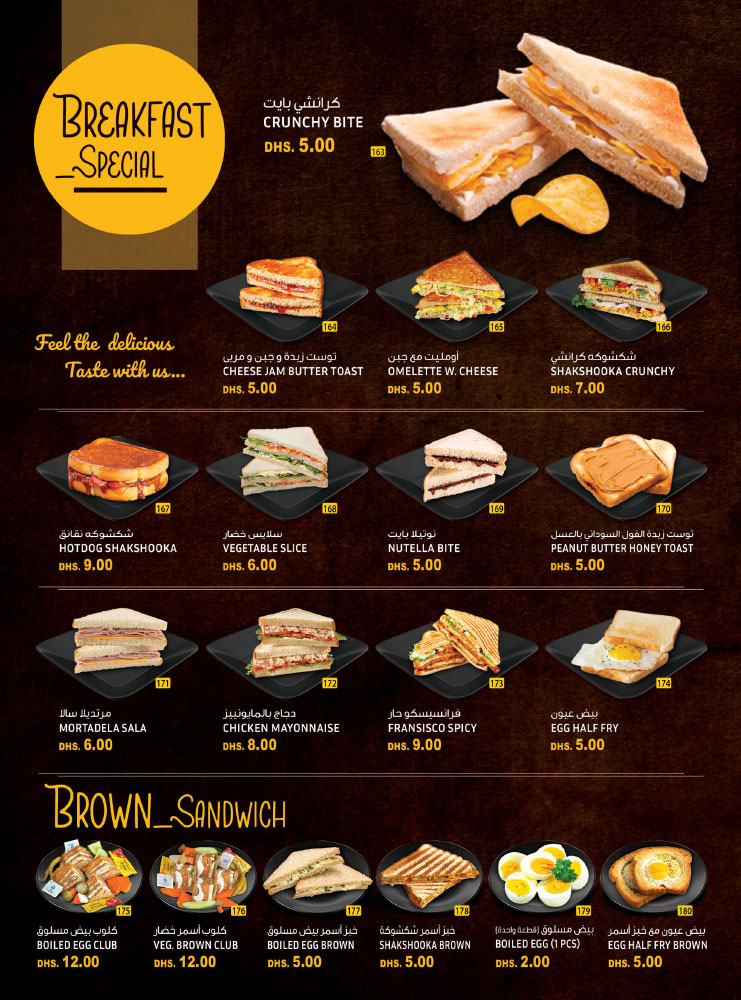 BREAKFAST
_SPECIAL
كرانشي بايت
CRUNCHY BITE
DHS. 5.00
163
Feel the delicious
Taste with us...
164
توست زبدة و جبن و مربى
CHEESE JAM BUTTER TOAST
DHS. 5.00
165
أومليت مع جبن
OMELETTE W. CHEESE
DHS. 5.00
166
شكشوكه كرانشي
SHAKSHOOKA CRUNCHY
DHS. 7.00
167
شكشوكه نقانق
HOTDOG SHAKSHOOKA
DHS. 9.00
168
سلايس خضار
VEGETABLE SLICE
DHS. 6.00
169
نوتيلا بايت
NUTELLA BITE
DHS. 5.00
170
توست زبدة الفول السوداني بالعسل
PEANUT BUTTER HONEY TOAST
DHS. 5.00
171
مرتديلا سالا
MORTADELA SALA
DHS. 6.00
172
دجاج بالمايونييز
CHICKEN MAYONNAISE
DHS. 8.00
173
فرانسيسكو حار
FRANSISCO SPICY
DHS. 9.00
174
بيض عيون
EGG HALF FRY
DHS. 5.00
BROWN_SANDWICH
175
كلوب بيض مسلوق
BOILED EGG CLUB
DHS. 12.00
176
كلوب أسمر خضار
VEG. BROWN CLUB
DHS. 12.00
177
خبز أسمر بيض مسلوق
BOILED EGG BROWN
DHS. 5.00
178
خبز أسمر شكشوكة
SHAKSHOOKA BROWN
DHS. 5.00
179
بيض مسلوق (قطعة واحدة)
BOILED EGG (1 PCS)
DHS. 2.00
180
بيض عيون مع خبز أسمر
EGG HALF FRY BROWN
DHS. 5.00